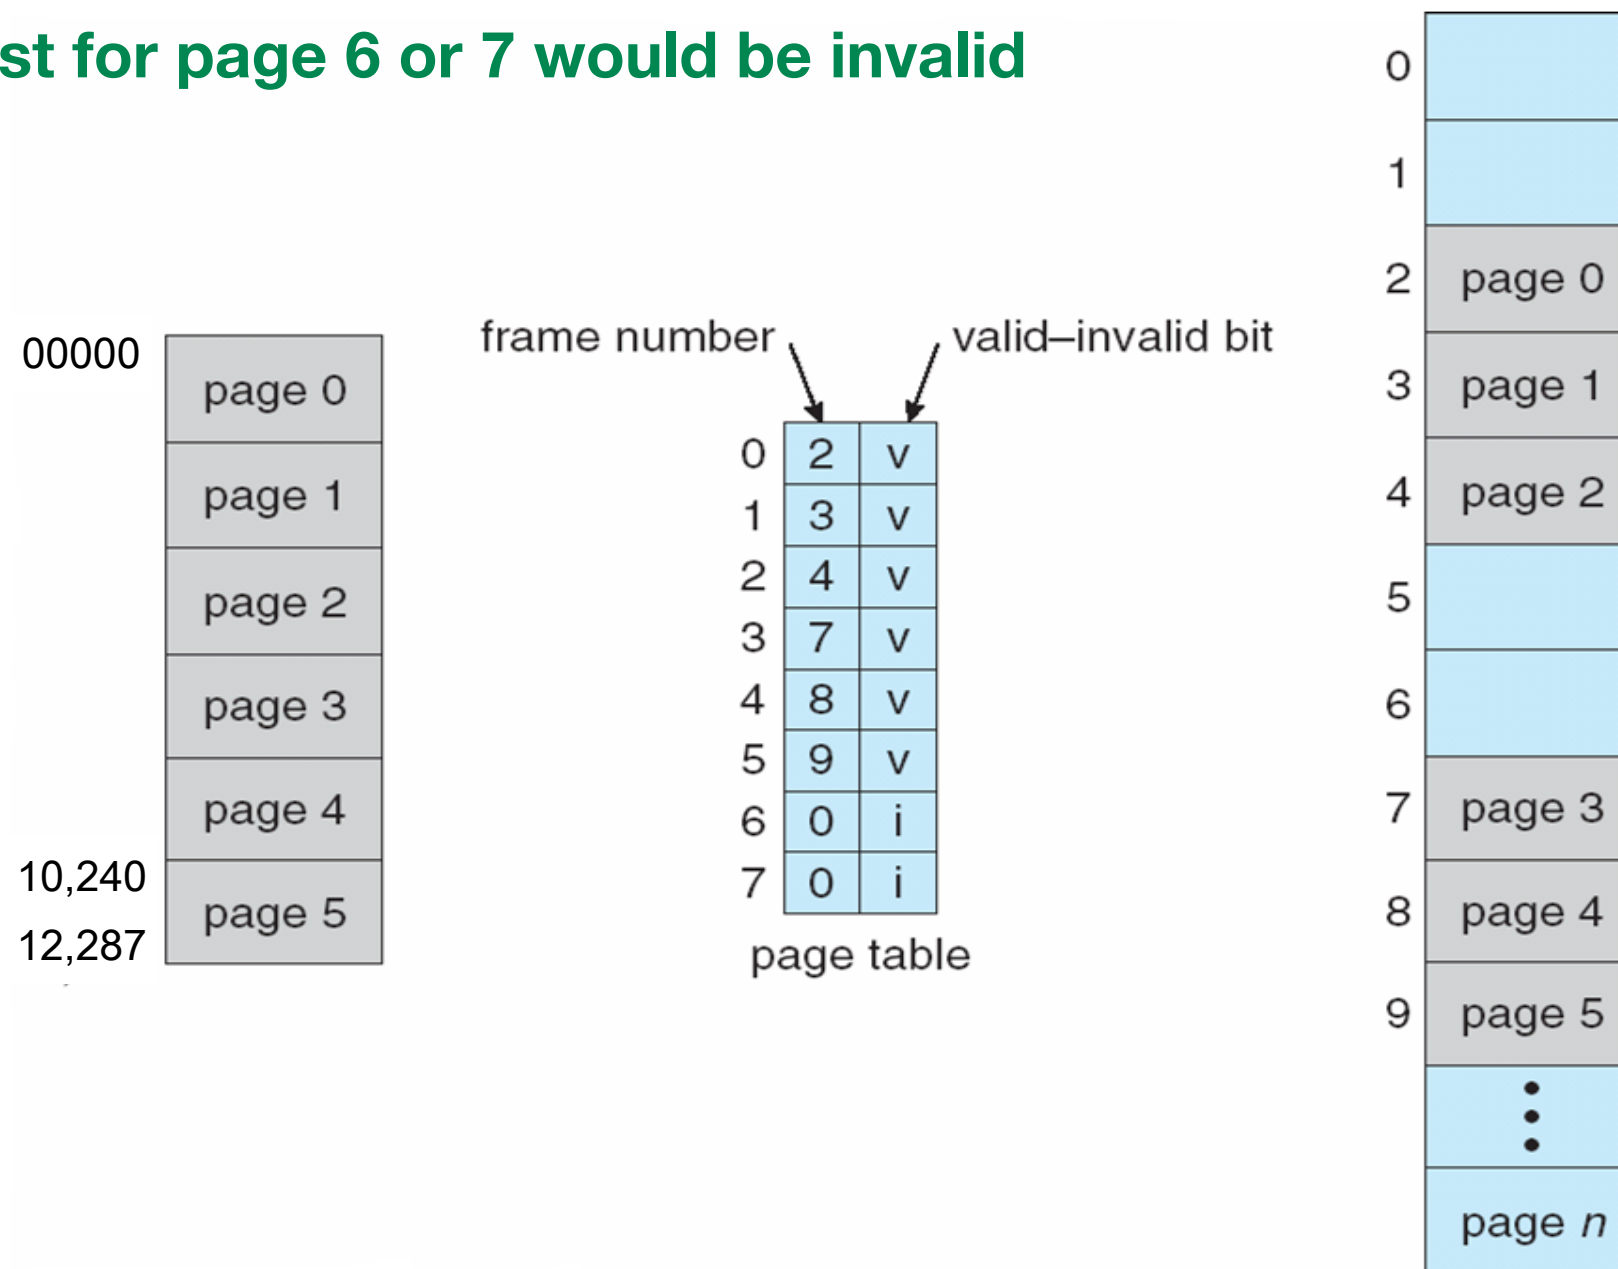 st for page 6 or 7 would be invalid
00000
page 0
page 1
page 2
page 3
page 4
10,240
page 5
12,287
frame number
valid–invalid bit
0 2 v
1 3 v
2 4 v
3 7 v
4 8 v
5 9 v
6 0 i
7 0 i
page table
0
1
2 page 0
3 page 1
4 page 2
5
6
7 page 3
8 page 4
9 page 5
page n